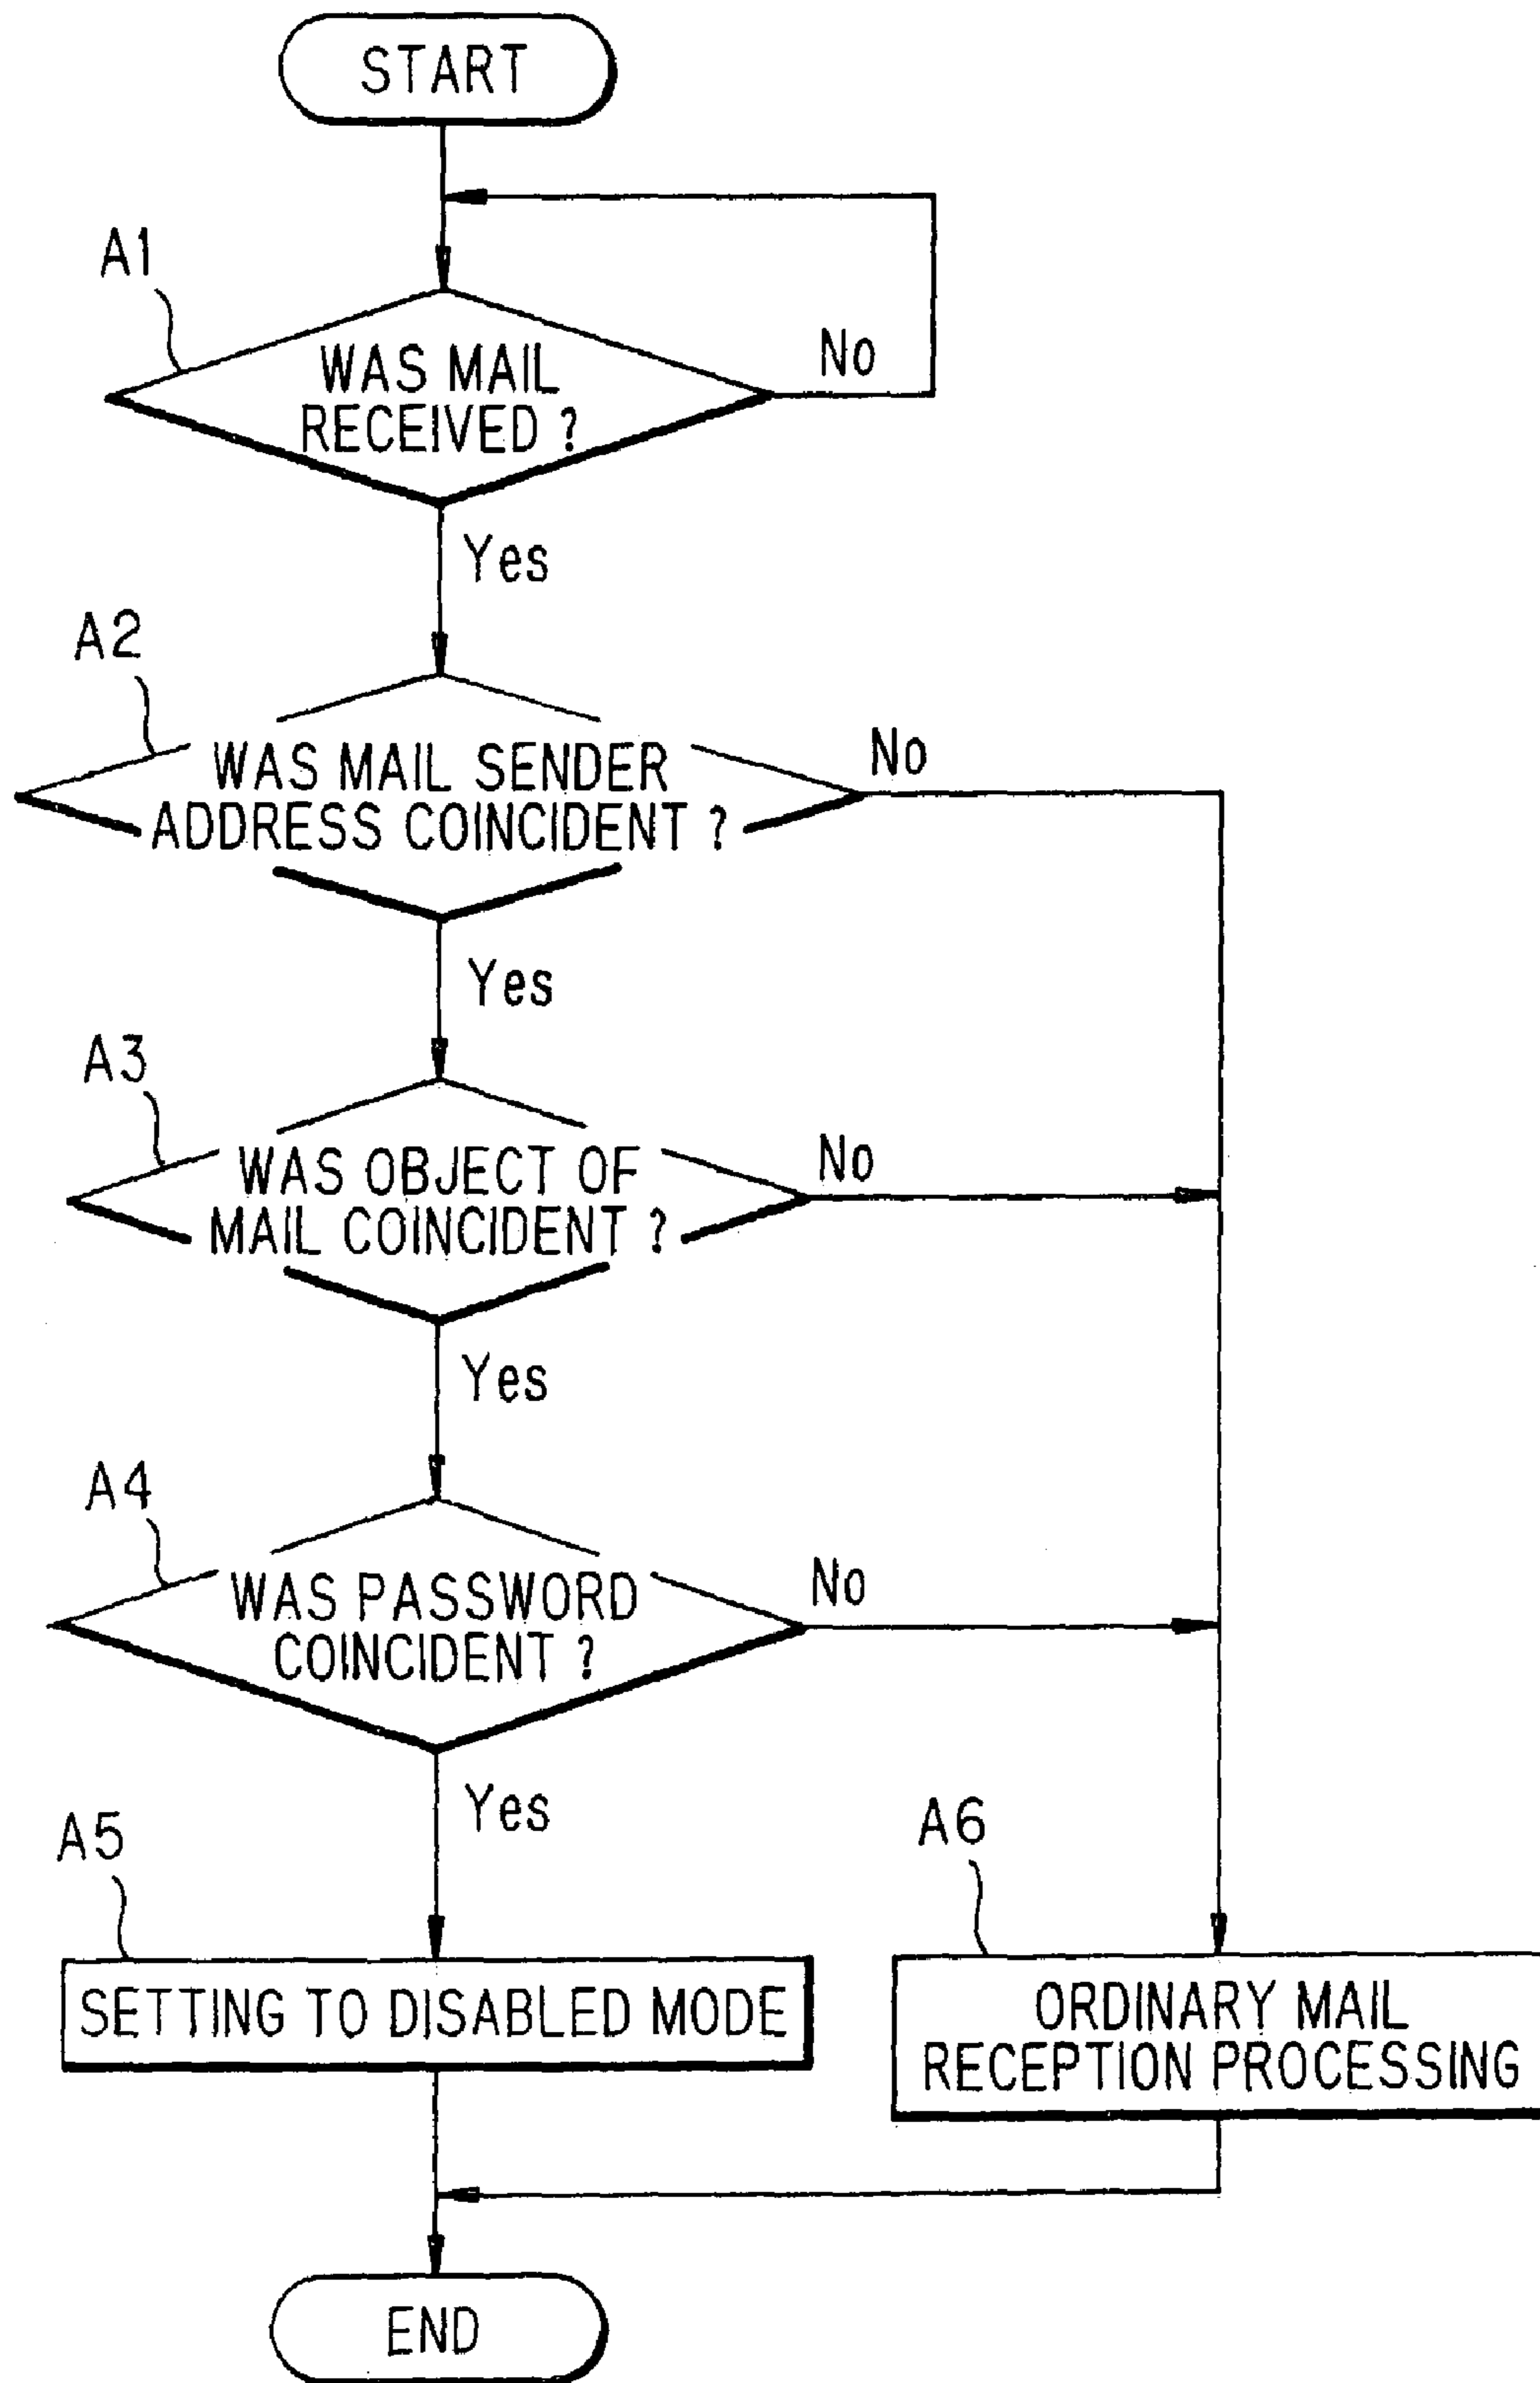 START
A1
WAS MAIL
RECEIVED ?
No
Yes
A2
WAS MAIL SENDER
ADDRESS COINCIDENT ?
No
Yes
A3
WAS OBJECT OF
MAIL COINCIDENT ?
No
Yes
A4
WAS PASSWORD
COINCIDENT ?
No
Yes
A5
SETTING TO DISABLED MODE
A6
ORDINARY MAIL
RECEPTION PROCESSING
END